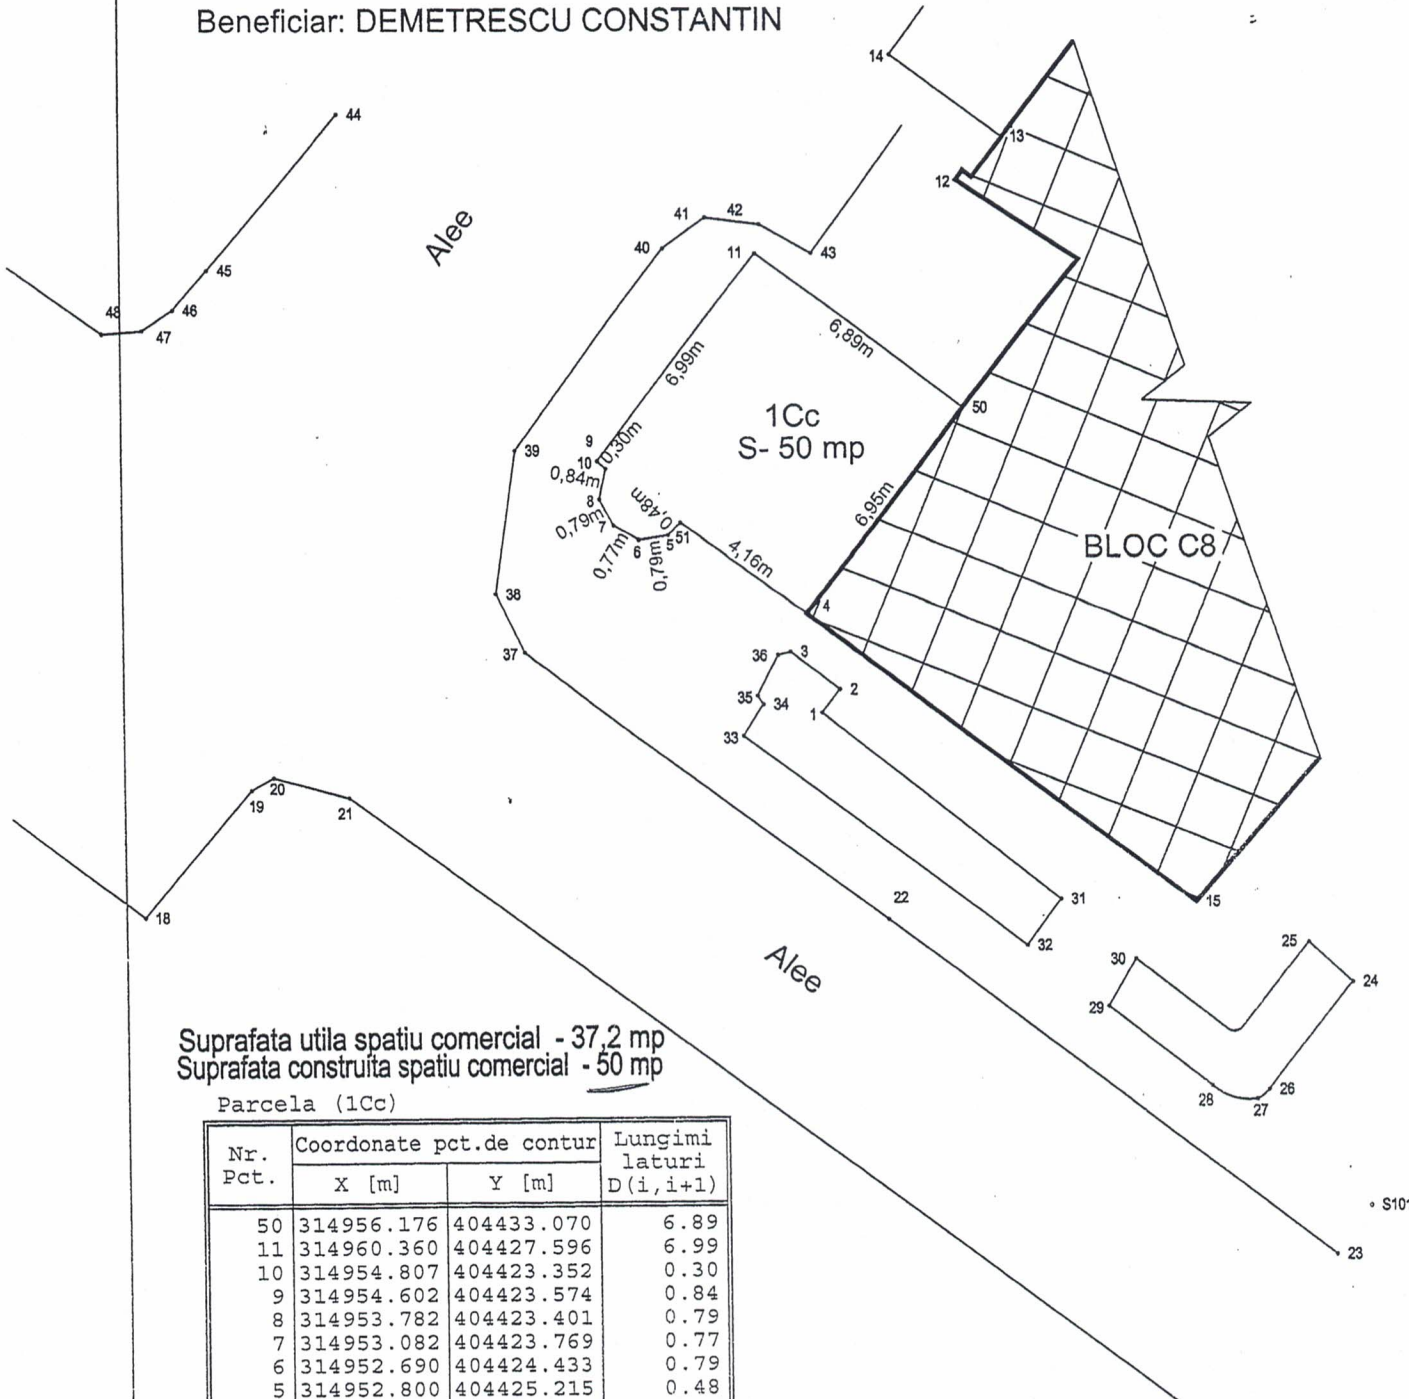 Beneficiar: DEMETRESCU CONSTANTIN
14
44
13
12
Alee
41
42
40
11
43
45
48
46
47
6,89m
6,99m
1Cc
S- 50 mp
50
39
9
10
0,30m
0,84m
8
0,48m
6,95m
0,79m
7
0,77m
6
0,79m
5
51
4,16m
BLOC C8
38
4
37
36
3
35
34
2
1
33
20
19
21
18
22
31
15
32
Alee
25
30
24
29
28
27
26
Suprafata utila spatiu comercial - 37,2 mp
Suprafata construita spatiu comercial - 50 mp
Parcela (1Cc)
Nr. Pct.
Coordonate pct.de contur
X [m]
Y [m]
Lungimi laturi D(i,i+1)
50 314956.176 404433.070 6.89
11 314960.360 404427.596 6.99
10 314954.807 404423.352 0.30
9 314954.602 404423.574 0.84
8 314953.782 404423.401 0.79
7 314953.082 404423.769 0.77
6 314952.690 404424.433 0.79
5 314952.800 404425.215 0.48
S101
23